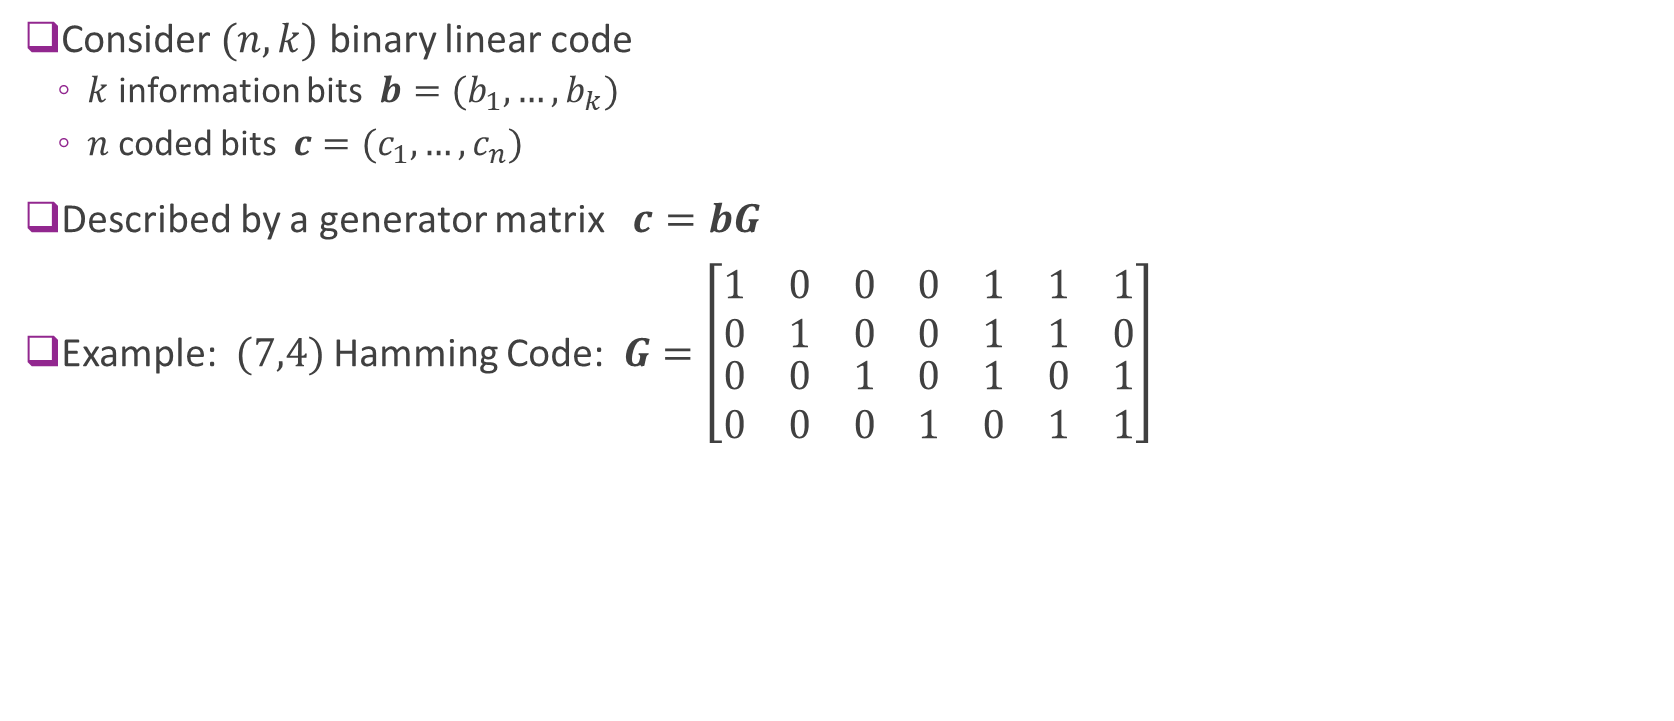 ❑Consider (𝑛, 𝑘) binary linear code
◦ 𝑘 information bits 𝒃 = (𝑏₁, … , 𝑏ₖ)
◦ 𝑛 coded bits 𝒄 = (𝑐₁, … , 𝑐ₙ)
❑Described by a generator matrix 𝒄 = 𝒃𝑮
❑Example: (7,4) Hamming Code: 𝑮 =
1 0 0 0 1 1 1
0 1 0 0 1 1 0
0 0 1 0 1 0 1
0 0 0 1 0 1 1